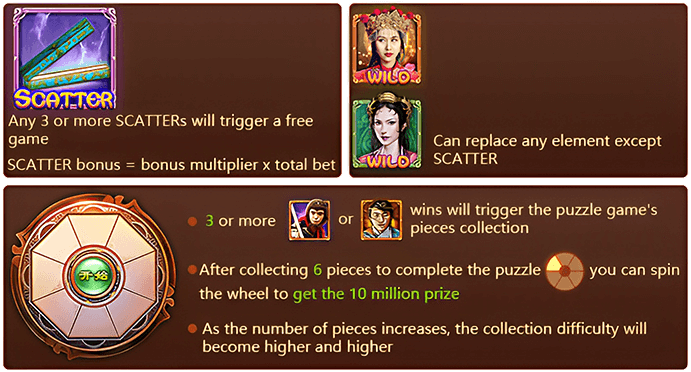 SCATTER
Any 3 or more SCATTERs will trigger a free
game
SCATTER bonus = bonus multiplier x total bet
WILD
WILD
Can replace any element except
SCATTER
开始
3 or more or wins will trigger the puzzle game's
pieces collection
After collecting 6 pieces to complete the puzzle you can spin
the wheel to get the 10 million prize
As the number of pieces increases, the collection difficulty will
become higher and higher